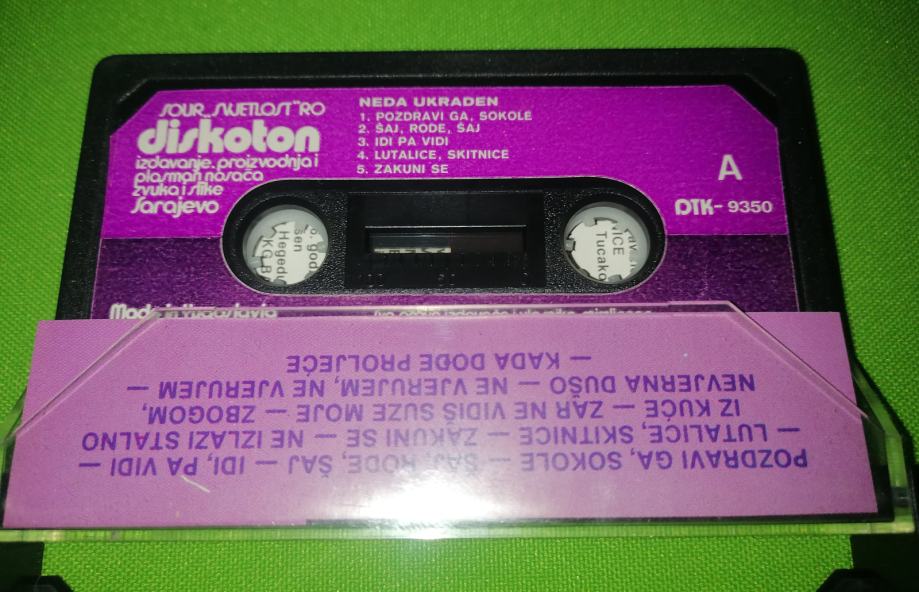 SOUR „SVJETLOST" RO
diskoton
izdavanje, proizvodnja i
plasman nosača
zvuka i slike
Sarajevo
NEDA UKRADEN
1. POZDRAVI GA, SOKOLE
2. ŠAJ, RODE, ŠAJ
3. IDI PA VIDI
4. LUTALICE, SKITNICE
5. ZAKUNI SE
A
DTK- 9350
NICE
Tucako
Hegedu
Made in Yugoslavia
POZDRAVI GA, SOKOLE — ŠAJ, RODE, ŠAJ — IDI, PA VIDI —
— LUTALICE, SKITNICE — ZAKUNI SE — NE IZLAZI STALNO
IZ KUĆE — ZAR NE VIDIŠ SUZE MOJE — ZBOGOM,
NEVJERNA DUŠO — NE VJERUJEM, NE VJERUJEM —
— KADA DOĐE PROLJEĆE